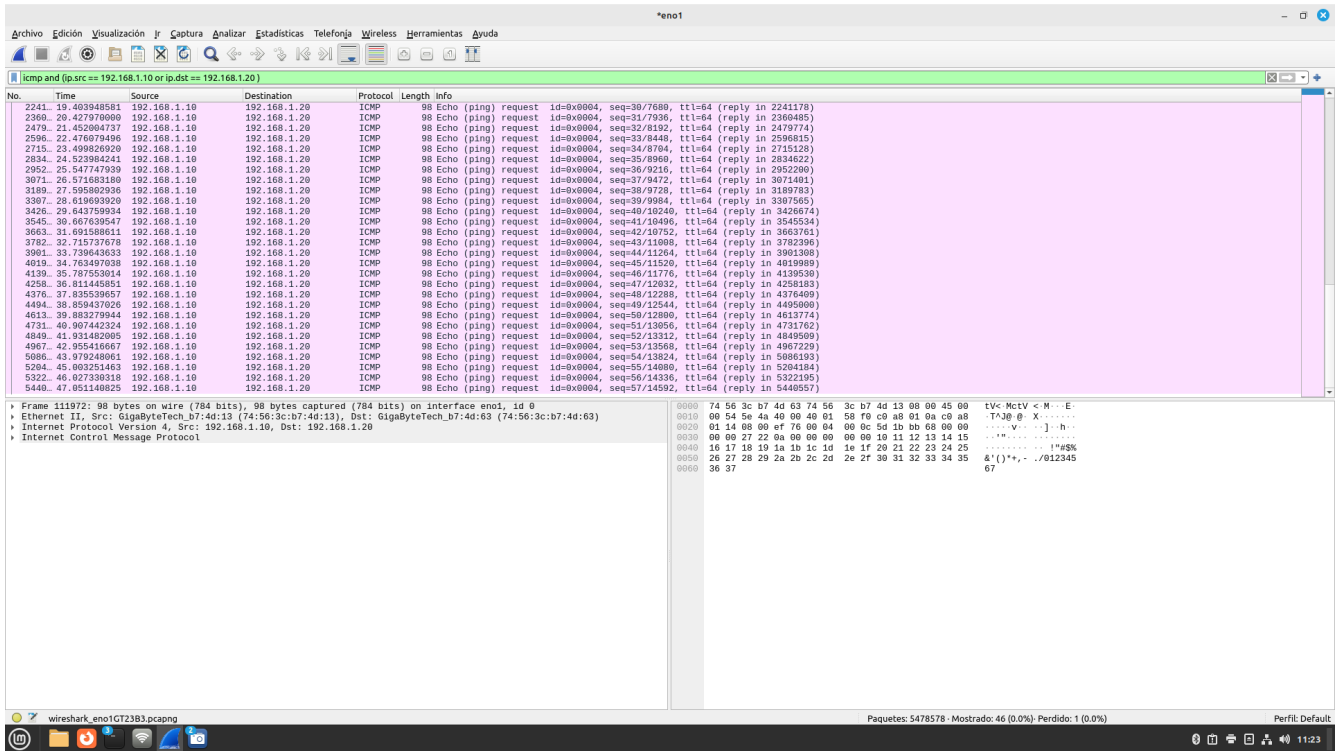 *eno1
Archivo Edición Visualización Ir Captura Analizar Estadísticas Telefonía Wireless Herramientas Ayuda
icmp and (ip.src == 192.168.1.10 or ip.dst == 192.168.1.20 )
No. Time Source Destination Protocol Length Info
2241… 19.403948581 192.168.1.10 192.168.1.20 ICMP 98 Echo (ping) request id=0x0004, seq=30/7680, ttl=64 (reply in 2241178)
2360… 20.427970000 192.168.1.10 192.168.1.20 ICMP 98 Echo (ping) request id=0x0004, seq=31/7936, ttl=64 (reply in 2360485)
2479… 21.452004737 192.168.1.10 192.168.1.20 ICMP 98 Echo (ping) request id=0x0004, seq=32/8192, ttl=64 (reply in 2479774)
2596… 22.476079496 192.168.1.10 192.168.1.20 ICMP 98 Echo (ping) request id=0x0004, seq=33/8448, ttl=64 (reply in 2596815)
2715… 23.499826920 192.168.1.10 192.168.1.20 ICMP 98 Echo (ping) request id=0x0004, seq=34/8704, ttl=64 (reply in 2715128)
2834… 24.523984241 192.168.1.10 192.168.1.20 ICMP 98 Echo (ping) request id=0x0004, seq=35/8960, ttl=64 (reply in 2834622)
2952… 25.547747939 192.168.1.10 192.168.1.20 ICMP 98 Echo (ping) request id=0x0004, seq=36/9216, ttl=64 (reply in 2952200)
3071… 26.571683180 192.168.1.10 192.168.1.20 ICMP 98 Echo (ping) request id=0x0004, seq=37/9472, ttl=64 (reply in 3071401)
3189… 27.595802936 192.168.1.10 192.168.1.20 ICMP 98 Echo (ping) request id=0x0004, seq=38/9728, ttl=64 (reply in 3189783)
3307… 28.619693920 192.168.1.10 192.168.1.20 ICMP 98 Echo (ping) request id=0x0004, seq=39/9984, ttl=64 (reply in 3307565)
3426… 29.643759934 192.168.1.10 192.168.1.20 ICMP 98 Echo (ping) request id=0x0004, seq=40/10240, ttl=64 (reply in 3426674)
3545… 30.667639547 192.168.1.10 192.168.1.20 ICMP 98 Echo (ping) request id=0x0004, seq=41/10496, ttl=64 (reply in 3545534)
3663… 31.691588611 192.168.1.10 192.168.1.20 ICMP 98 Echo (ping) request id=0x0004, seq=42/10752, ttl=64 (reply in 3663761)
3782… 32.715737678 192.168.1.10 192.168.1.20 ICMP 98 Echo (ping) request id=0x0004, seq=43/11008, ttl=64 (reply in 3782396)
3901… 33.739643633 192.168.1.10 192.168.1.20 ICMP 98 Echo (ping) request id=0x0004, seq=44/11264, ttl=64 (reply in 3901308)
4019… 34.763497038 192.168.1.10 192.168.1.20 ICMP 98 Echo (ping) request id=0x0004, seq=45/11520, ttl=64 (reply in 4019989)
4139… 35.787553014 192.168.1.10 192.168.1.20 ICMP 98 Echo (ping) request id=0x0004, seq=46/11776, ttl=64 (reply in 4139530)
4258… 36.811445851 192.168.1.10 192.168.1.20 ICMP 98 Echo (ping) request id=0x0004, seq=47/12032, ttl=64 (reply in 4258183)
4376… 37.835539657 192.168.1.10 192.168.1.20 ICMP 98 Echo (ping) request id=0x0004, seq=48/12288, ttl=64 (reply in 4376409)
4494… 38.859437026 192.168.1.10 192.168.1.20 ICMP 98 Echo (ping) request id=0x0004, seq=49/12544, ttl=64 (reply in 4495000)
4613… 39.883279944 192.168.1.10 192.168.1.20 ICMP 98 Echo (ping) request id=0x0004, seq=50/12800, ttl=64 (reply in 4613774)
4731… 40.907442324 192.168.1.10 192.168.1.20 ICMP 98 Echo (ping) request id=0x0004, seq=51/13056, ttl=64 (reply in 4731762)
4849… 41.931482005 192.168.1.10 192.168.1.20 ICMP 98 Echo (ping) request id=0x0004, seq=52/13312, ttl=64 (reply in 4849509)
4967… 42.955416667 192.168.1.10 192.168.1.20 ICMP 98 Echo (ping) request id=0x0004, seq=53/13568, ttl=64 (reply in 4967229)
5086… 43.979248061 192.168.1.10 192.168.1.20 ICMP 98 Echo (ping) request id=0x0004, seq=54/13824, ttl=64 (reply in 5086193)
5204… 45.003251463 192.168.1.10 192.168.1.20 ICMP 98 Echo (ping) request id=0x0004, seq=55/14080, ttl=64 (reply in 5204184)
5322… 46.027330318 192.168.1.10 192.168.1.20 ICMP 98 Echo (ping) request id=0x0004, seq=56/14336, ttl=64 (reply in 5322195)
5440… 47.051140825 192.168.1.10 192.168.1.20 ICMP 98 Echo (ping) request id=0x0004, seq=57/14592, ttl=64 (reply in 5440557)
Frame 111972: 98 bytes on wire (784 bits), 98 bytes captured (784 bits) on interface eno1, id 0
Ethernet II, Src: GigaByteTech_b7:4d:13 (74:56:3c:b7:4d:13), Dst: GigaByteTech_b7:4d:63 (74:56:3c:b7:4d:63)
Internet Protocol Version 4, Src: 192.168.1.10, Dst: 192.168.1.20
Internet Control Message Protocol
0000 74 56 3c b7 4d 63 74 56 3c b7 4d 13 08 00 45 00 tV<·MctV <·M···E·
0010 00 54 5e 4a 40 00 40 01 58 f0 c0 a8 01 0a c0 a8 ·T^J@·@· X·······
0020 01 14 08 00 ef 76 00 04 00 0c 5d 1b bb 68 00 00 ·····v·· ··]··h··
0030 00 00 27 22 0a 00 00 00 00 00 10 11 12 13 14 15 ··'"···· ········
0040 16 17 18 19 1a 1b 1c 1d 1e 1f 20 21 22 23 24 25 ········ ·· !"#$%
0050 26 27 28 29 2a 2b 2c 2d 2e 2f 30 31 32 33 34 35 &'()*+,- ./012345
0060 36 37 67
wireshark_eno1GT23B3.pcapng Paquetes: 5478578 · Mostrado: 46 (0.0%) · Perdido: 1 (0.0%) Perfil: Default
3 2 11:23